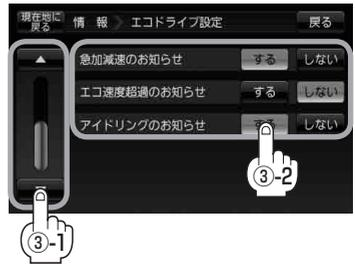 現在地に
戻る
情 報 エコドライブ設定
戻る
急加減速のお知らせ する しない
エコ速度超過のお知らせ する しない
アイドリングのお知らせ する しない
③-2
③-1